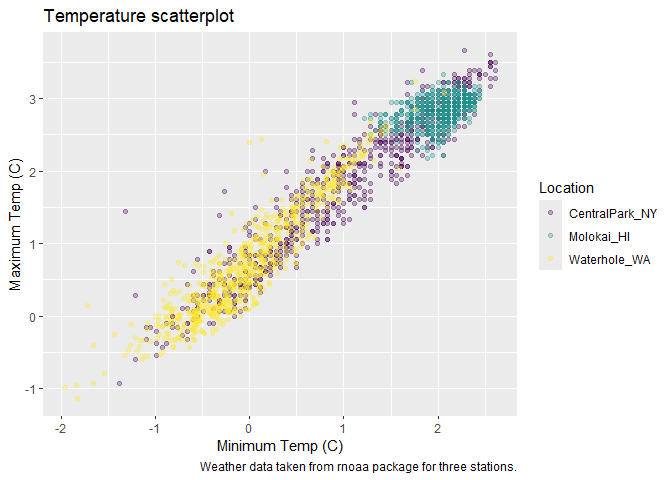 Temperature scatterplot
Maximum Temp (C)
3
2
1
0
-1
-2
-1
0
1
2
Minimum Temp (C)
Location
CentralPark_NY
Molokai_HI
Waterhole_WA
Weather data taken from rnoaa package for three stations.